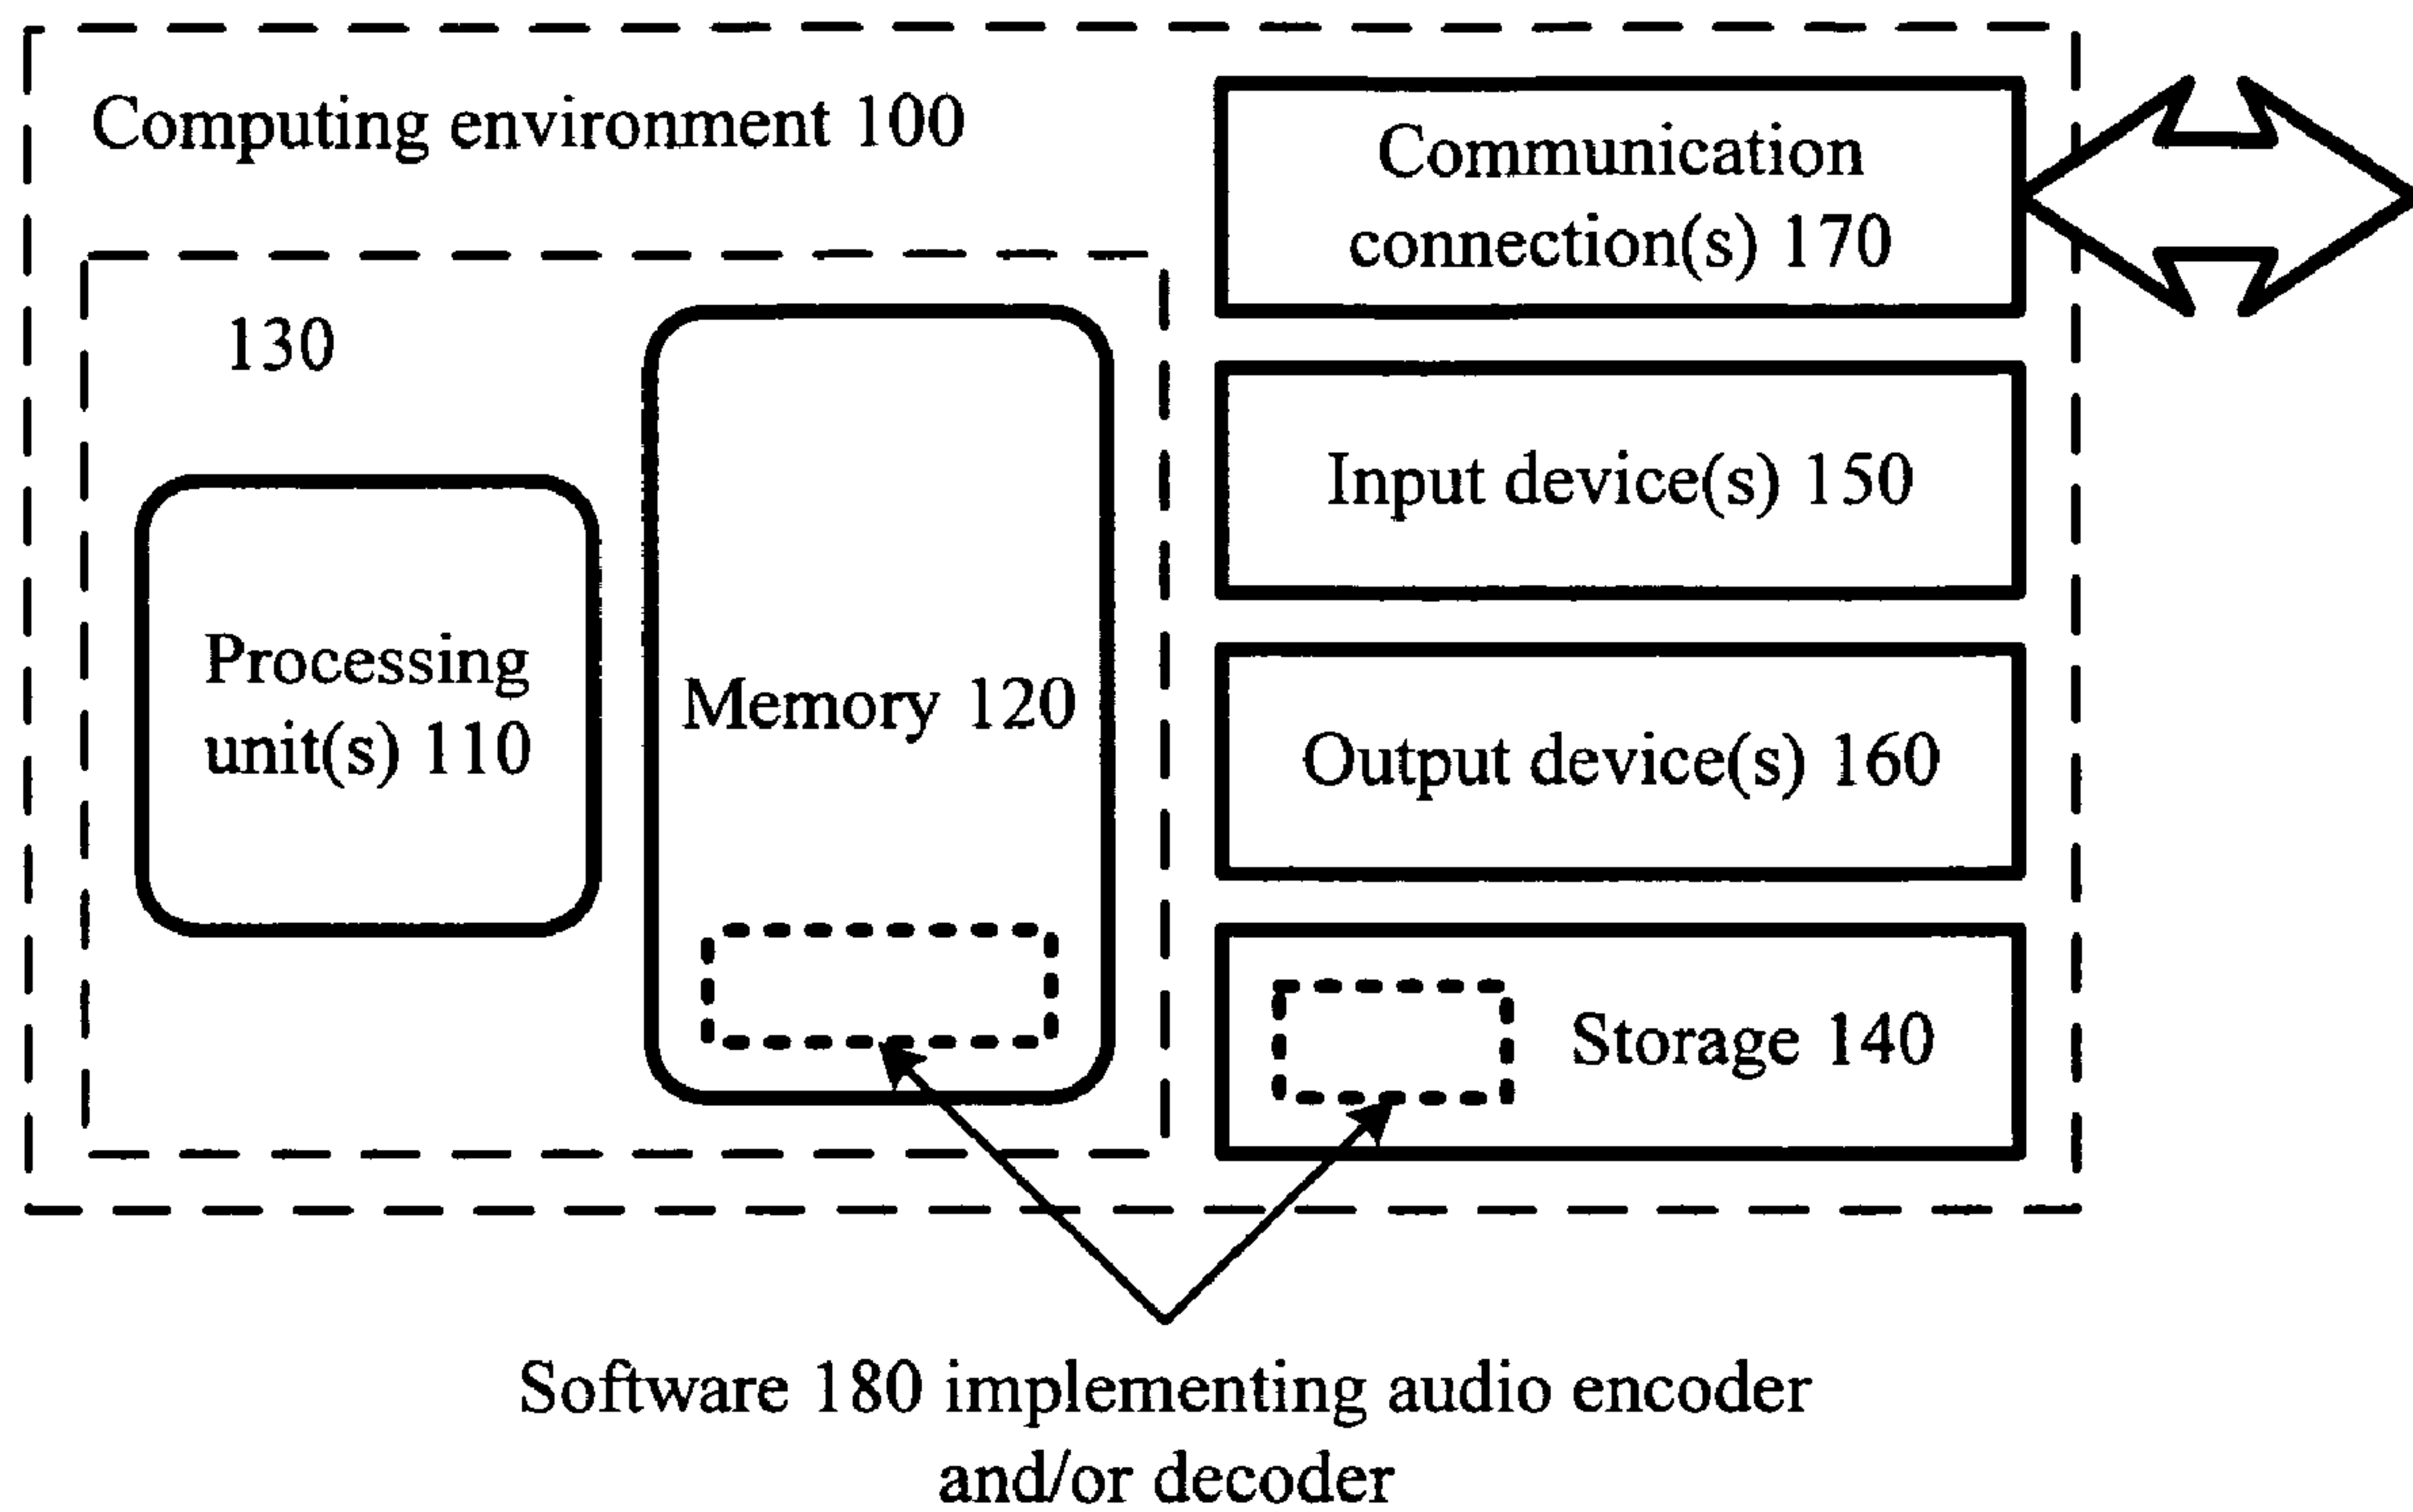 Computing environment 100
Communication
connection(s) 170
130
Input device(s) 150
Processing
unit(s) 110
Memory 120
Output device(s) 160
Storage 140
Software 180 implementing audio encoder
and/or decoder